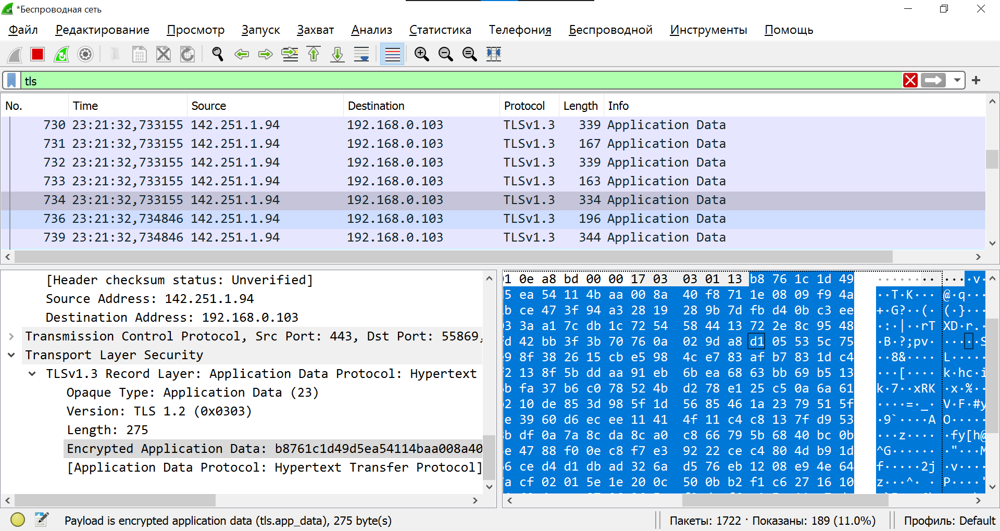 *Беспроводная сеть
Файл Редактирование Просмотр Запуск Захват Анализ Статистика Телефония Беспроводной Инструменты Помощь
tls
No. Time Source Destination Protocol Length Info
730 23:21:32,733155 142.251.1.94 192.168.0.103 TLSv1.3 339 Application Data
731 23:21:32,733155 142.251.1.94 192.168.0.103 TLSv1.3 167 Application Data
732 23:21:32,733155 142.251.1.94 192.168.0.103 TLSv1.3 339 Application Data
733 23:21:32,733155 142.251.1.94 192.168.0.103 TLSv1.3 163 Application Data
734 23:21:32,733155 142.251.1.94 192.168.0.103 TLSv1.3 334 Application Data
736 23:21:32,734846 142.251.1.94 192.168.0.103 TLSv1.3 196 Application Data
739 23:21:32,734846 142.251.1.94 192.168.0.103 TLSv1.3 344 Application Data
[Header checksum status: Unverified]
Source Address: 142.251.1.94
Destination Address: 192.168.0.103
Transmission Control Protocol, Src Port: 443, Dst Port: 55869,
Transport Layer Security
TLSv1.3 Record Layer: Application Data Protocol: Hypertext
Opaque Type: Application Data (23)
Version: TLS 1.2 (0x0303)
Length: 275
Encrypted Application Data: b8761c1d49d5ea54114baa008a40
[Application Data Protocol: Hypertext Transfer Protocol]
0e a8 bd 00 00 17 03 03 01 13 b8 76 1c 1d 49 ··········v·
ea 54 11 4b aa 00 8a 40 f8 71 1e 08 09 f9 4a ··T·K··· @·q···
ce 47 3f 94 a3 28 19 28 9b 7d fb d4 0b c3 ee +·G?··(· (·}···
3a a1 7c db 1c 72 54 58 44 13 72 2e 8c 95 48 ·:·|··rT XD·r.·
42 bb 3f 3b 70 76 0a 02 9d a8 d1 05 53 5c 75 ·B·?;pv· ·····S
8f 38 26 15 cb e5 98 4c e7 83 af b7 83 1d c4 ··8&···· L·····
13 8f 5b dd aa 91 eb 6b ea 68 63 bb 69 b5 13 ···[···· k·hc·i
fa 37 b6 c0 78 52 4b d2 78 e1 25 c5 0a 6a 61 k·7··xRK ·x·%··
10 de 85 3d 98 5f 1d 56 85 46 1a 23 79 51 5f ····=·_· V·F·#y
39 60 d6 ec ee 11 41 4f 11 c4 c8 13 7f d9 53 ·9`····A O·····
df 0a 7a 8c da 8c a0 c8 66 79 5b 68 40 bc 0b ···z···· ·fy[h@
47 88 f0 0e c8 f7 e3 92 22 ce c4 80 4d b9 1d ^G······ ·"···M
ce d4 d1 db ad 32 6a d5 76 eb 12 08 e9 4e 64 f·····2j ·v····
cf 02 01 5e 1e 20 0c 50 0b b2 f1 c6 27 16 10 z···^· · P····'
Payload is encrypted application data (tls.app_data), 275 byte(s)
Пакеты: 1722 · Показаны: 189 (11.0%)
Профиль: Default